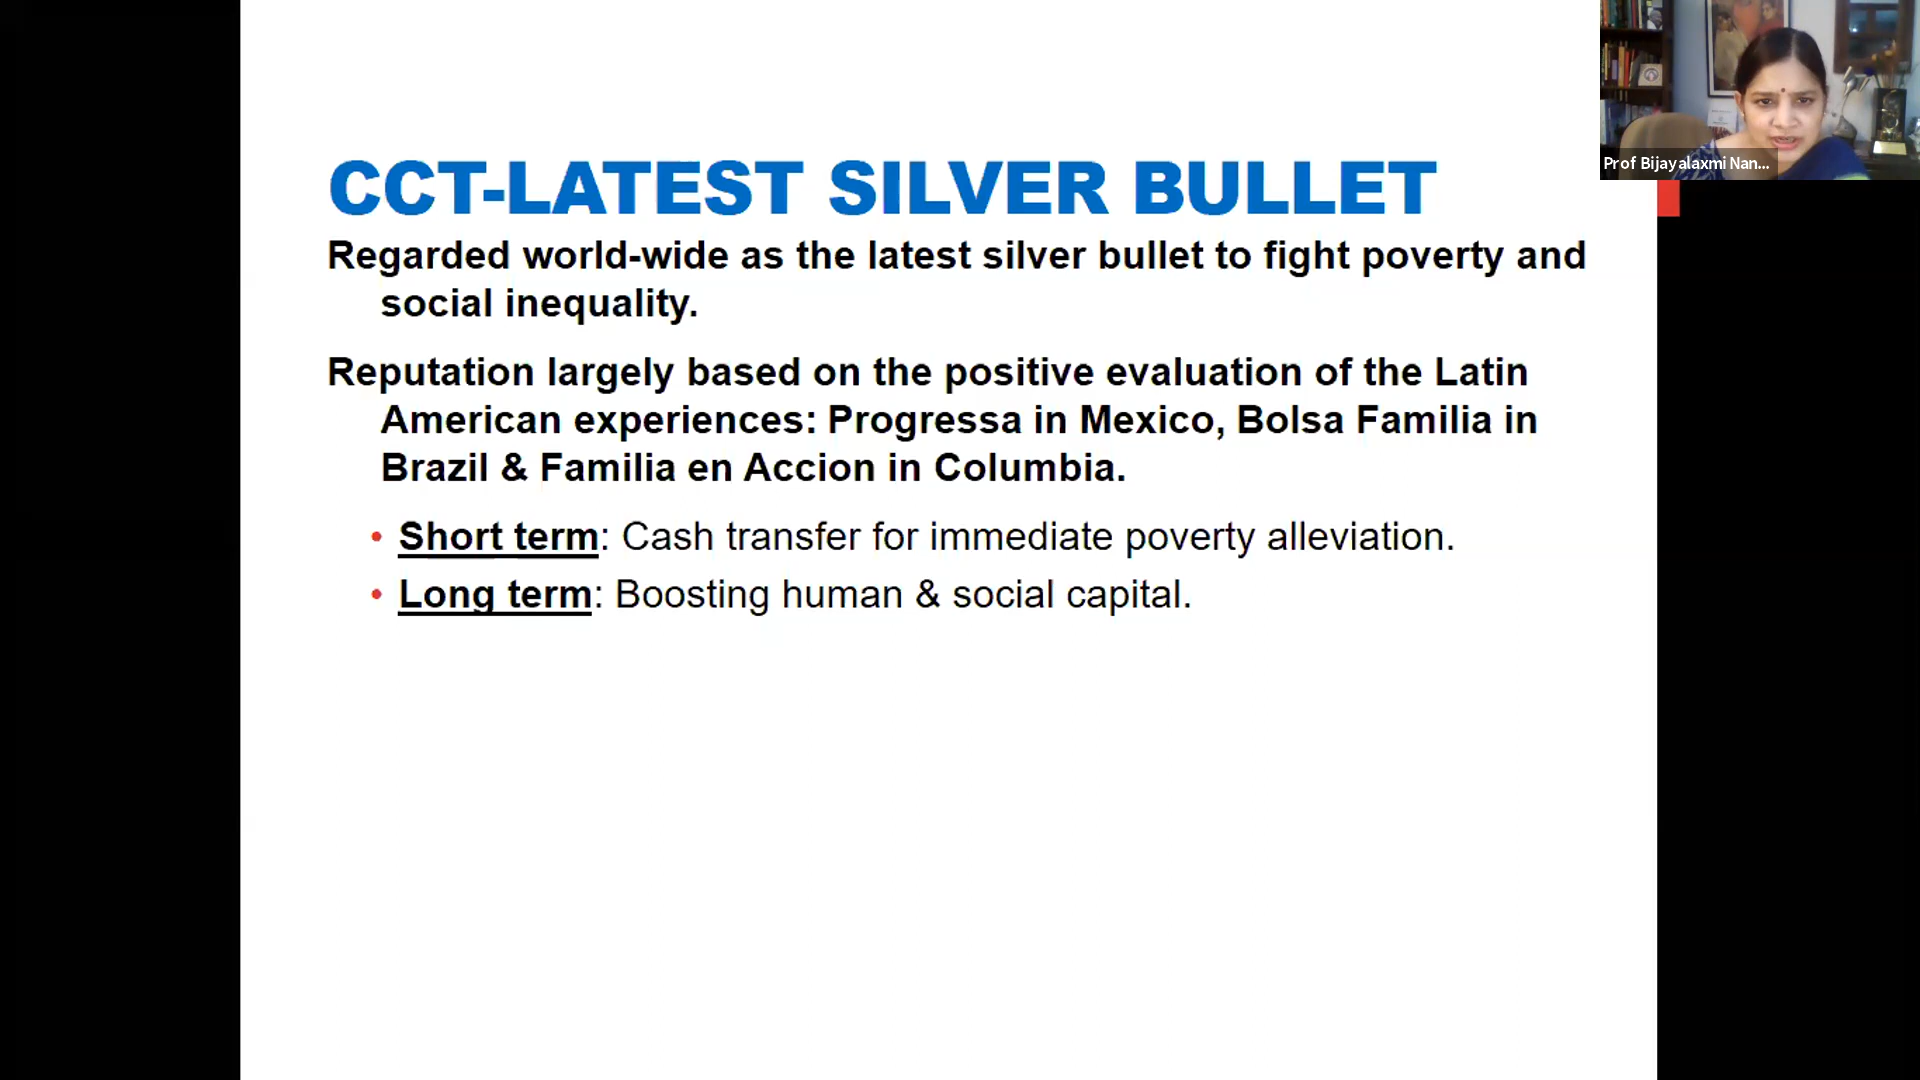 CCT-LATEST SILVER BULLET
Regarded world-wide as the latest silver bullet to fight poverty and
social inequality.
Reputation largely based on the positive evaluation of the Latin
American experiences: Progressa in Mexico, Bolsa Familia in
Brazil & Familia en Accion in Columbia.
• Short term: Cash transfer for immediate poverty alleviation.
• Long term: Boosting human & social capital.
Prof Bijayalaxmi Nan...